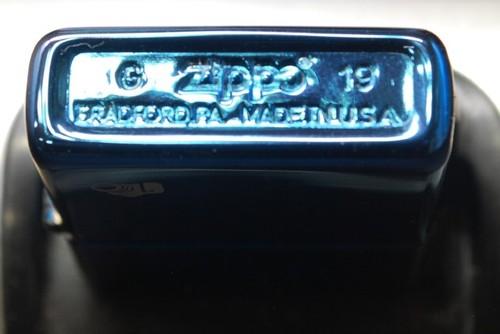 G Zippo 19
BRADFORD, PA. MADE IN U.S.A